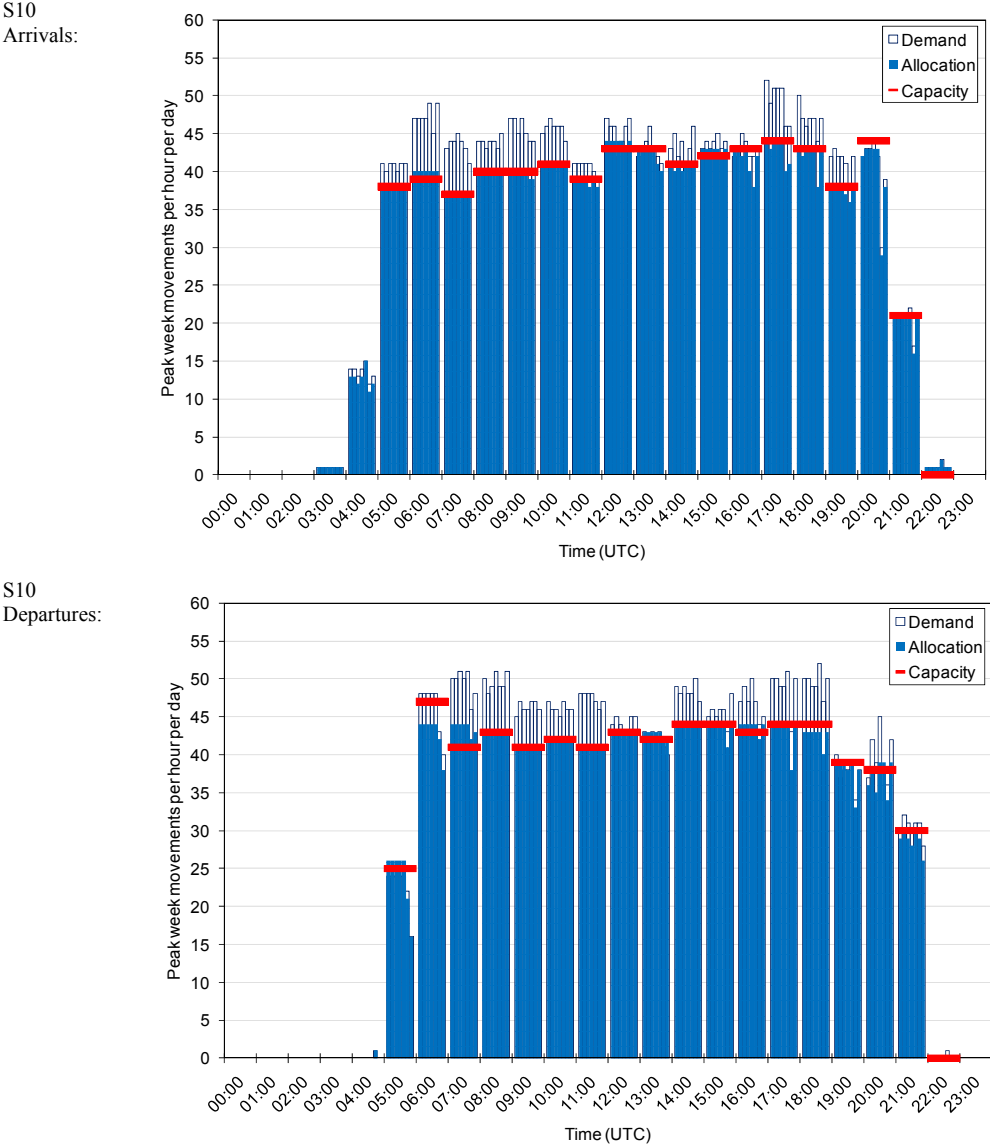 S10
Arrivals:
60
55
50
45
40
35
30
25
20
15
10
5
0
Peak week movements per hour per day
Demand
Allocation
Capacity
00:00 01:00 02:00 03:00 04:00 05:00 06:00 07:00 08:00 09:00 10:00 11:00 12:00 13:00 14:00 15:00 16:00 17:00 18:00 19:00 20:00 21:00 22:00 23:00
Time (UTC)
S10
Departures:
60
55
50
45
40
35
30
25
20
15
10
5
0
Peak week movements per hour per day
Demand
Allocation
Capacity
00:00 01:00 02:00 03:00 04:00 05:00 06:00 07:00 08:00 09:00 10:00 11:00 12:00 13:00 14:00 15:00 16:00 17:00 18:00 19:00 20:00 21:00 22:00 23:00
Time (UTC)